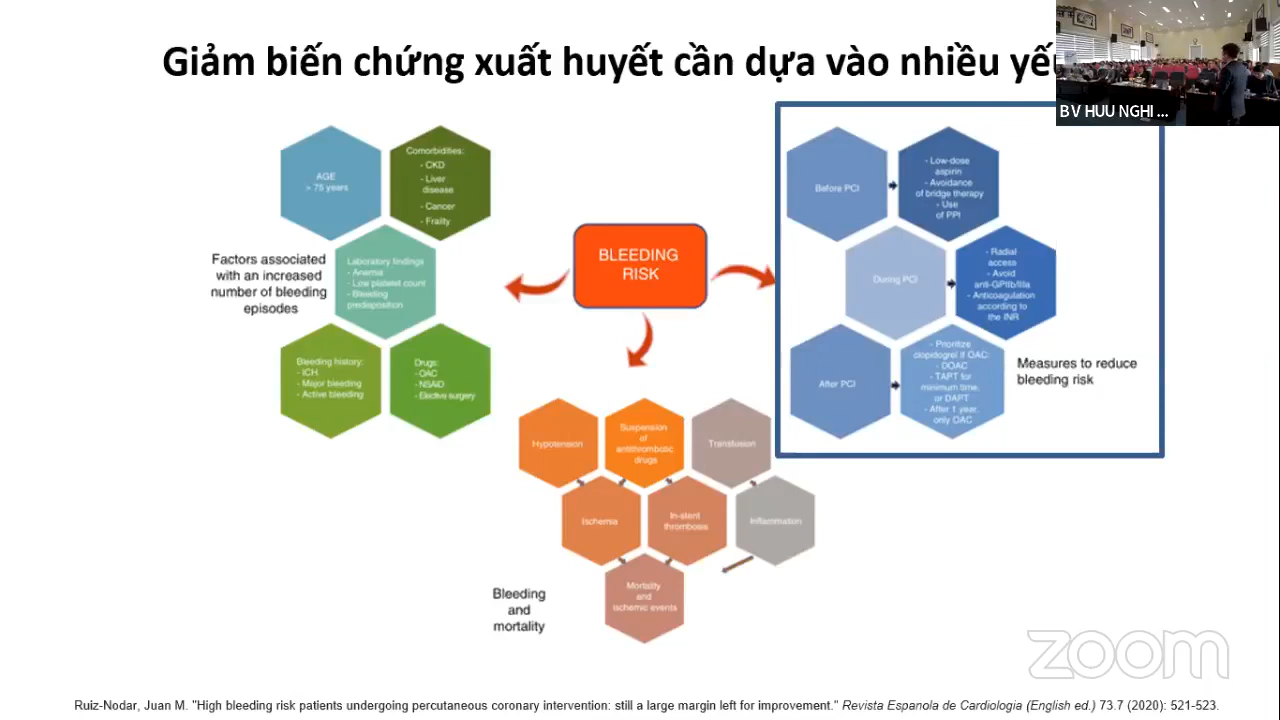 Giảm biến chứng xuất huyết cần dựa vào nhiều yếu
BV HUU NGHI ...
AGE
> 75 years
Comorbidities:
- CKD
- Liver
disease
- Cancer
- Frailty
Factors associated
with an increased
number of bleeding
episodes
Laboratory findings
- Anemia
- Low platelet count
- Bleeding
predisposition
Bleeding history:
- ICH
- Major bleeding
- Active bleeding
Drugs:
- OAC
- NSAID
- Elective surgery
BLEEDING
RISK
Before PCI
- Low-dose
aspirin
- Avoidance
of bridge therapy
- Use
of PPI
During PCI
- Radial
access
- Avoid
anti-GPIIb/IIIa
- Anticoagulation
according to
the INR
After PCI
- Prioritize
clopidogrel if OAC:
- DOAC
- TAPT for
minimum time,
or DAPT
- After 1 year,
only OAC
Measures to reduce
bleeding risk
Hypotension
Suspension
of
antithrombotic
drugs
Transfusion
Ischemia
In-stent
thrombosis
Inflammation
Mortality
and
ischemic events
Bleeding
and
mortality
zoom
Ruiz-Nodar, Juan M. "High bleeding risk patients undergoing percutaneous coronary intervention: still a large margin left for improvement." Revista Espanola de Cardiologia (English ed.) 73.7 (2020): 521-523.